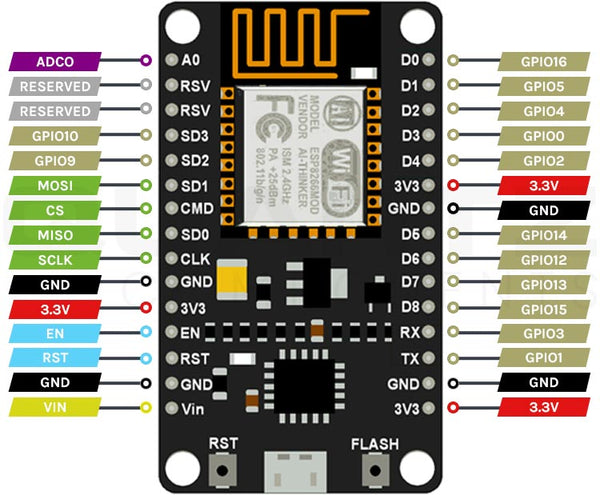 ADC0 A0 D0 GPIO16
RESERVED RSV D1 GPIO5
RESERVED RSV D2 GPIO4
GPIO10 SD3 D3 GPIO0
GPIO9 SD2 D4 GPIO2
MOSI SD1 3V3 3.3V
CS CMD GND GND
MISO SD0 D5 GPIO14
SCLK CLK D6 GPIO12
GND GND D7 GPIO13
3.3V 3V3 D8 GPIO15
EN EN RX GPIO3
RST RST TX GPIO1
GND GND GND GND
VIN Vin 3V3 3.3V
MODEL ESP8266MOD
VENDOR AI-THINKER
ISM 2.4GHz
PA +25dBm
802.11b/g/n
FC
AI
WiFi
RST FLASH